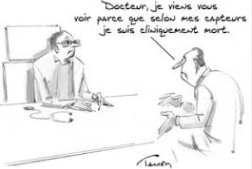 Docteur, je viens vous
voir parce que selon mes capteurs
je suis cliniquement mort.